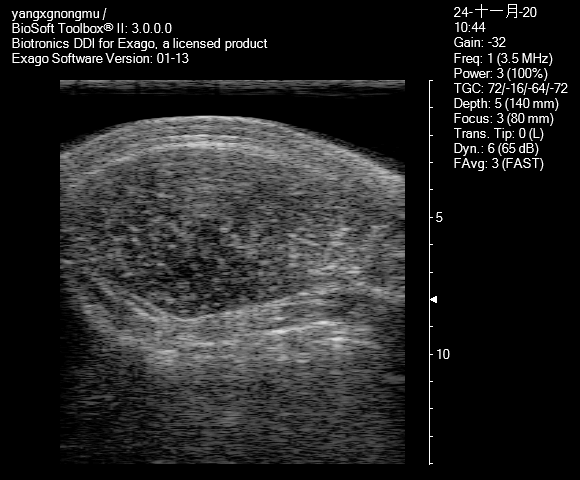 yangxgnongmu /
BioSoft Toolbox® II: 3.0.0.0
Biotronics DDI for Exago, a licensed product
Exago Software Version: 01-13
24-十一月-20
10:44
Gain: -32
Freq: 1 (3.5 MHz)
Power: 3 (100%)
TGC: 72/-16/-64/-72
Depth: 5 (140 mm)
Focus: 3 (80 mm)
Trans. Tip: 0 (L)
Dyn.: 6 (65 dB)
FAvg: 3 (FAST)
5
10